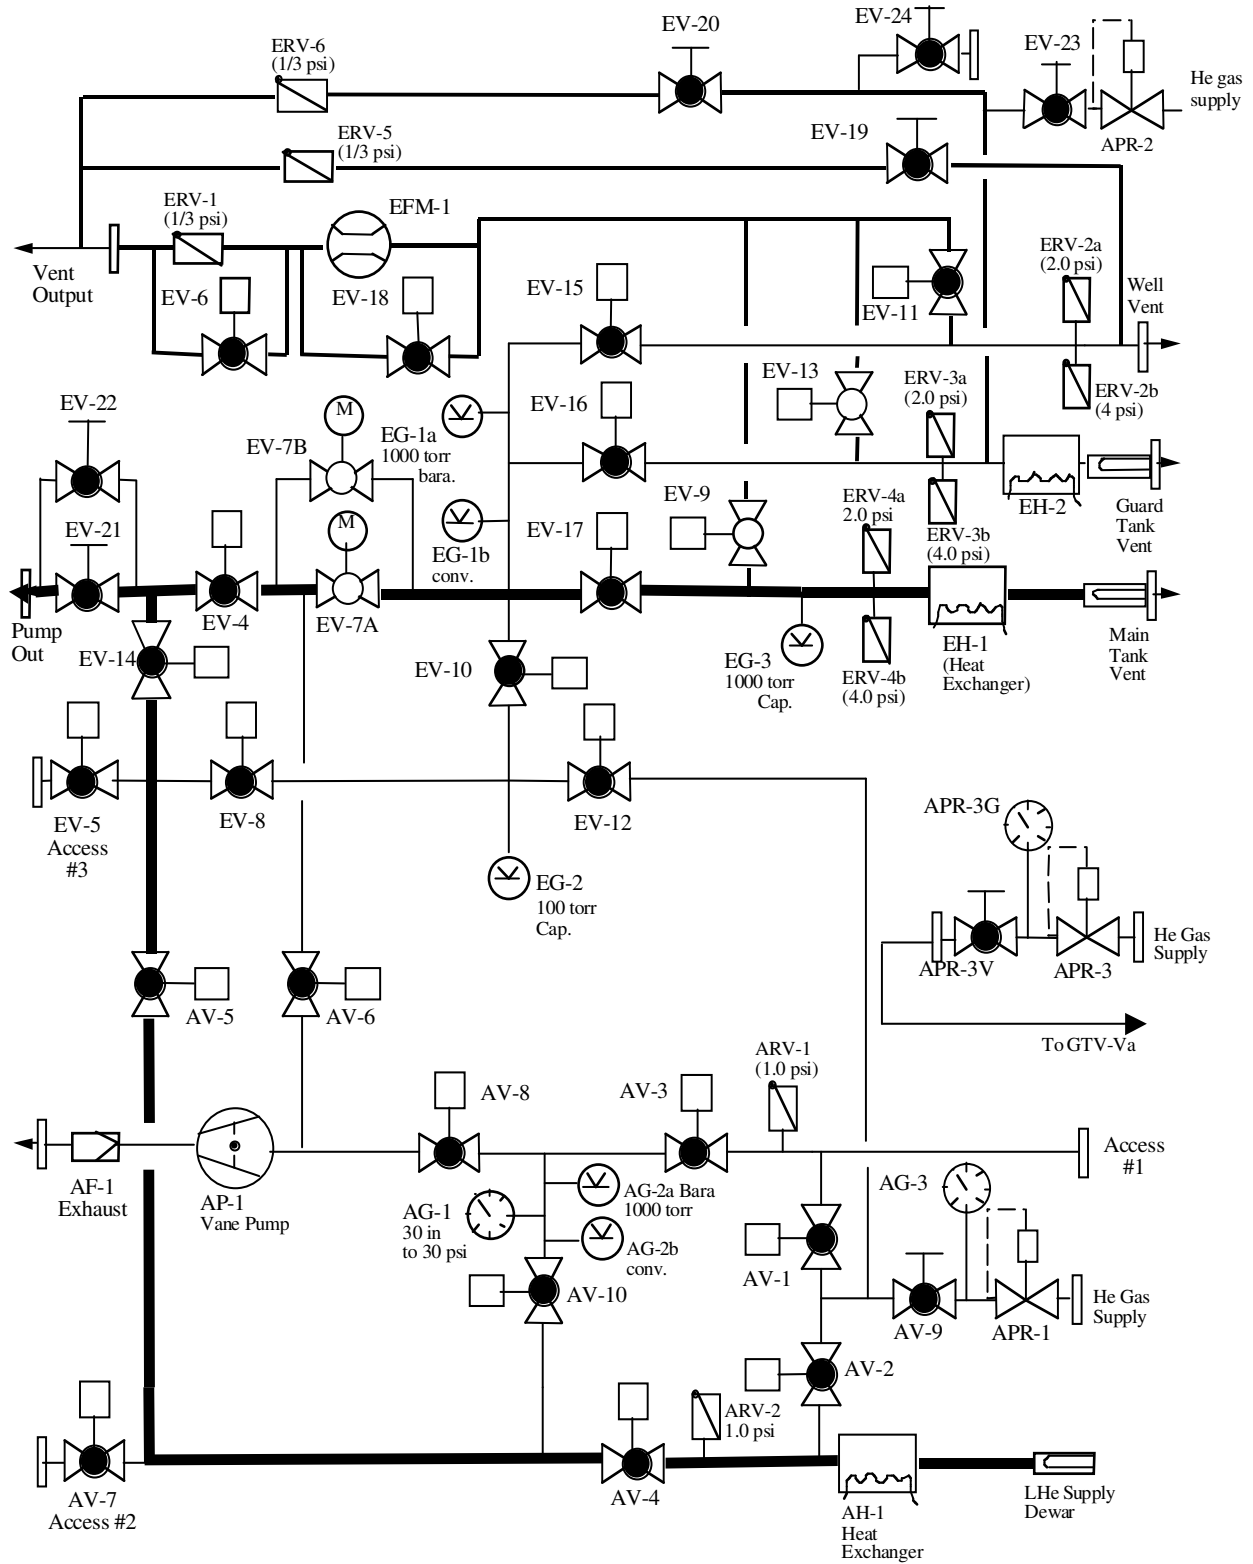 EV-24
EV-20
ERV-6
(1/3 psi)
EV-23
He gas
supply
APR-2
ERV-5
(1/3 psi)
EV-19
ERV-1
(1/3 psi)
EFM-1
ERV-2a
(2.0 psi)
Vent
Output
EV-6
EV-18
EV-15
EV-11
Well
Vent
EV-13
ERV-3a
(2.0 psi)
ERV-2b
(4 psi)
EV-22
EV-7B
M
EG-1a
1000 torr
bara.
EV-16
EV-9
ERV-4a
2.0 psi
EH-2
Guard
Tank
Vent
EV-21
M
EG-1b
conv.
EV-17
ERV-3b
(4.0 psi)
Pump
Out
EV-4
EV-7A
EV-14
EV-10
EG-3
1000 torr
Cap.
ERV-4b
(4.0 psi)
EH-1
(Heat
Exchanger)
Main
Tank
Vent
EV-5
Access
#3
EV-8
EV-12
APR-3G
EG-2
100 torr
Cap.
APR-3V
APR-3
He Gas
Supply
AV-5
AV-6
To GTV-Va
ARV-1
(1.0 psi)
AV-8
AV-3
AF-1
Exhaust
AP-1
Vane Pump
AG-1
30 in
to 30 psi
AG-2a Bara
1000 torr
AG-2b
conv.
AG-3
Access
#1
AV-1
AV-10
AV-9
APR-1
He Gas
Supply
AV-2
ARV-2
1.0 psi
AV-7
Access #2
AV-4
AH-1
Heat
Exchanger
LHe Supply
Dewar